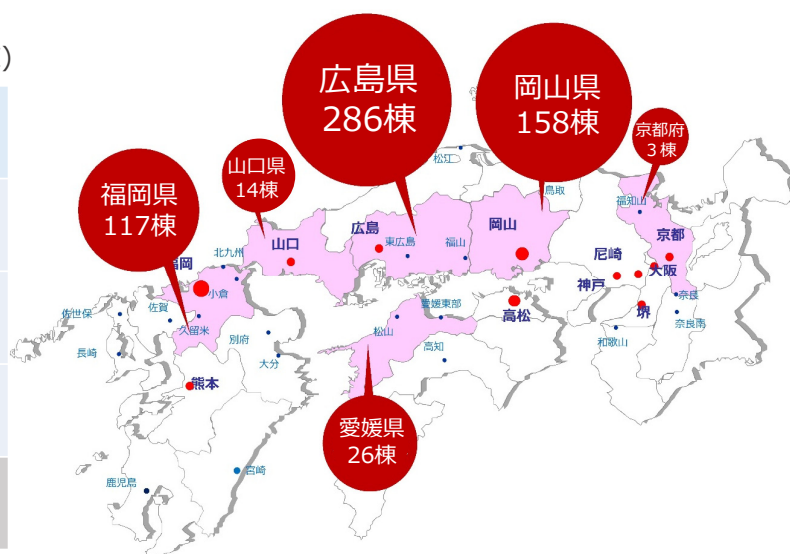 )
広島県
286棟
岡山県
158棟
京都府
3棟
山口県
14棟
福岡県
117棟
愛媛県
26棟
松江
鳥取
福知山
岡山
広島
東広島
福山
山口
京都
尼崎
大阪
神戸
堺
奈良
奈良南
和歌山
北九州
福岡
小倉
佐賀
久留米
佐世保
長崎
別府
大分
熊本
松山
愛媛東部
高松
高知
鹿児島
宮崎